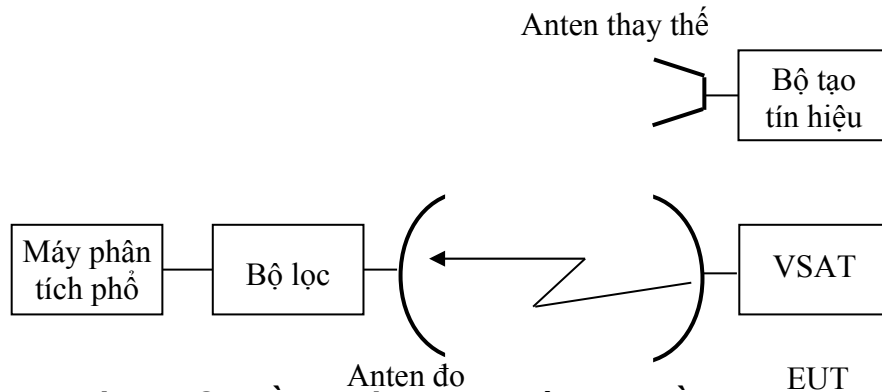 Anten thay thế
Bộ tạo
tín hiệu
Máy phân
tích phổ
Bộ lọc
VSAT
Anten đo
EUT